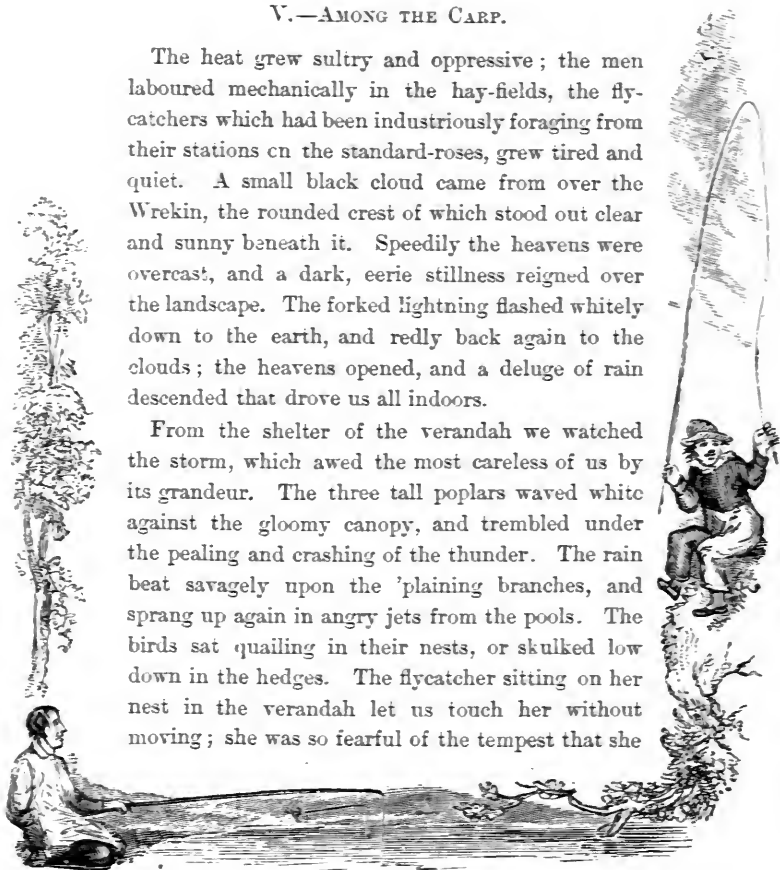 V.—AMONG THE CARP.
The heat grew sultry and oppressive; the men
laboured mechanically in the hay-fields, the fly-
catchers which had been industriously foraging from
their stations cn the standard-roses, grew tired and
quiet. A small black cloud came from over the
Wrekin, the rounded crest of which stood out clear
and sunny beneath it. Speedily the heavens were
overcast, and a dark, eerie stillness reigned over
the landscape. The forked lightning flashed whitely
down to the earth, and redly back again to the
clouds; the heavens opened, and a deluge of rain
descended that drove us all indoors.
From the shelter of the verandah we watched
the storm, which awed the most careless of us by
its grandeur. The three tall poplars waved white
against the gloomy canopy, and trembled under
the pealing and crashing of the thunder. The rain
beat savagely upon the 'plaining branches, and
sprang up again in angry jets from the pools. The
birds sat quailing in their nests, or skulked low
down in the hedges. The flycatcher sitting on her
nest in the verandah let us touch her without
moving; she was so fearful of the tempest that she